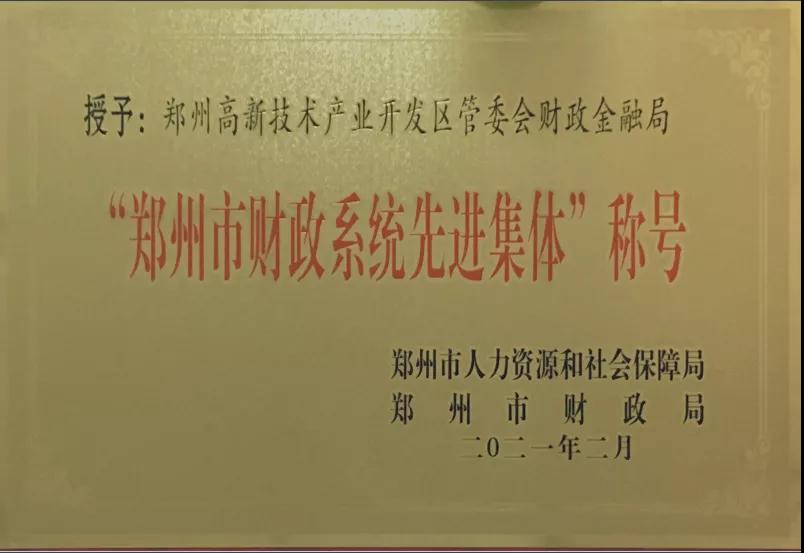 授予：郑州高新技术产业开发区管委会财政金融局
“郑州市财政系统先进集体”称号
郑州市人力资源和社会保障局
郑州市财政局
二〇二一年二月